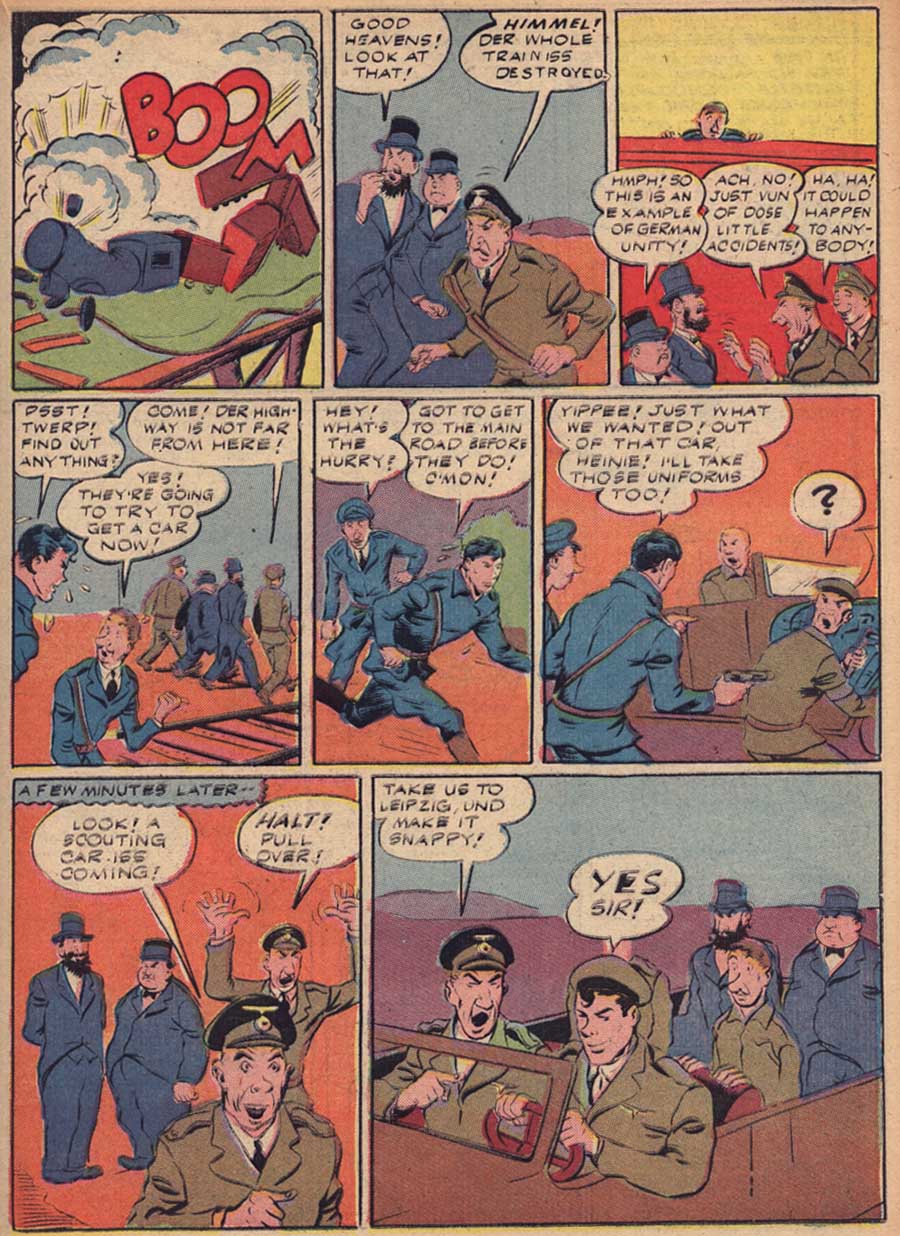 BOOM
GOOD
HEAVENS!
LOOK AT
THAT!
HIMMEL!
DER WHOLE
TRAIN ISS
DESTROYED.
HMPH! SO
THIS IS AN
EXAMPLE
OF GERMAN
UNITY!
ACH, NO!
JUST VUN
OF DOSE
LITTLE
ACCIDENTS!
HA, HA!
IT COULD
HAPPEN
TO ANY-
BODY!
PSST!
TWERP!
FIND OUT
ANYTHING?
YES!
THEY'RE GOING
TO TRY TO
GET A CAR
NOW!
COME! DER HIGH-
WAY IS NOT FAR
FROM HERE!
HEY!
WHAT'S
THE
HURRY?
GOT TO GET
TO THE MAIN
ROAD BEFORE
THEY DO!
C'MON!
YIPPEE! JUST WHAT
WE WANTED! OUT
OF THAT CAR,
HEINIE! I'LL TAKE
THOSE UNIFORMS
TOO!
?
A FEW MINUTES LATER--
LOOK! A
SCOUTING
CAR ISS
COMING!
HALT!
PULL
OVER!
TAKE US TO
LEIPZIG, UND
MAKE IT
SNAPPY!
YES
SIR!